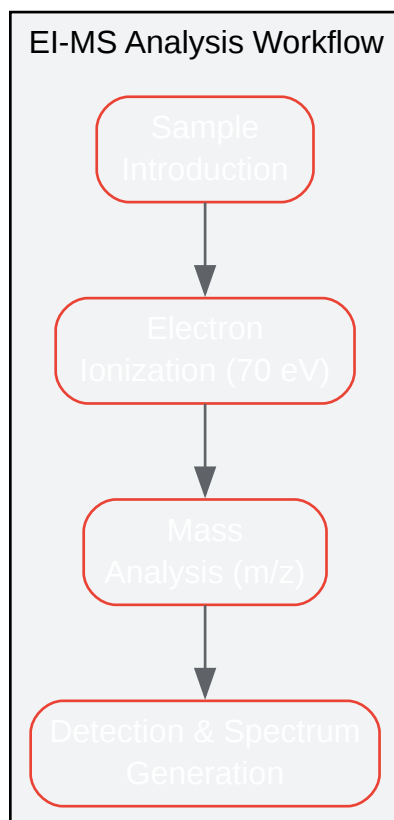 EI-MS Analysis Workflow
Sample
Introduction
Electron
Ionization (70 eV)
Mass
Analysis (m/z)
Detection & Spectrum
Generation